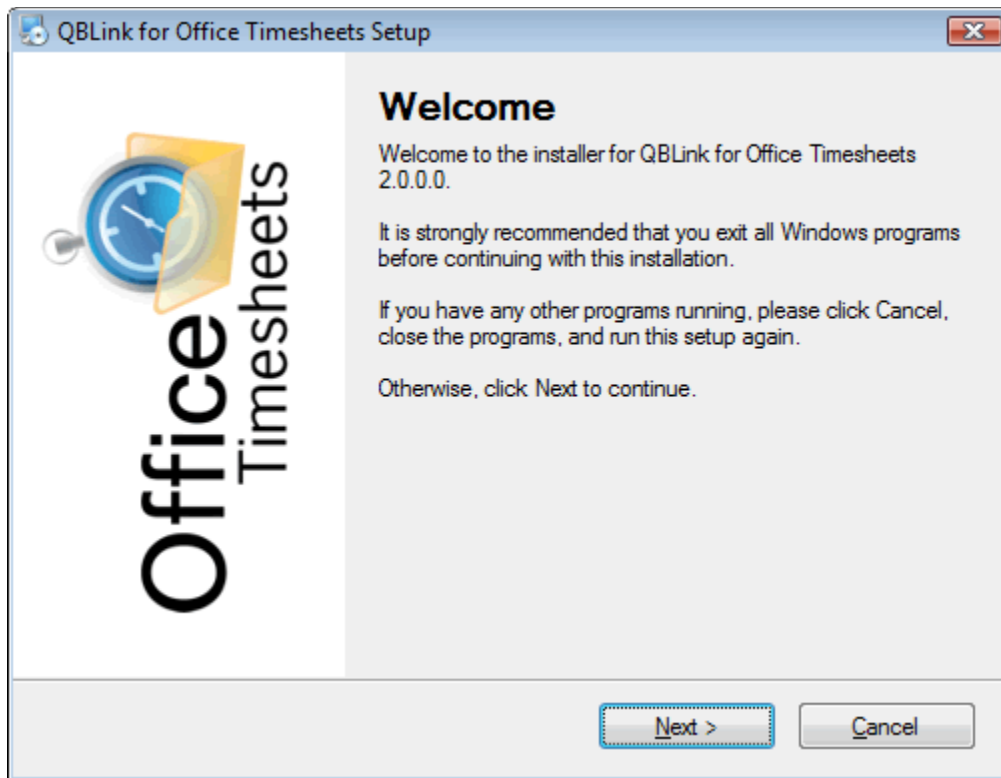 QBLink for Office Timesheets Setup
Office
Timesheets
Welcome
Welcome to the installer for QBLink for Office Timesheets
2.0.0.0.
It is strongly recommended that you exit all Windows programs
before continuing with this installation.
If you have any other programs running, please click Cancel,
close the programs, and run this setup again.
Otherwise, click Next to continue.
Next >
Cancel